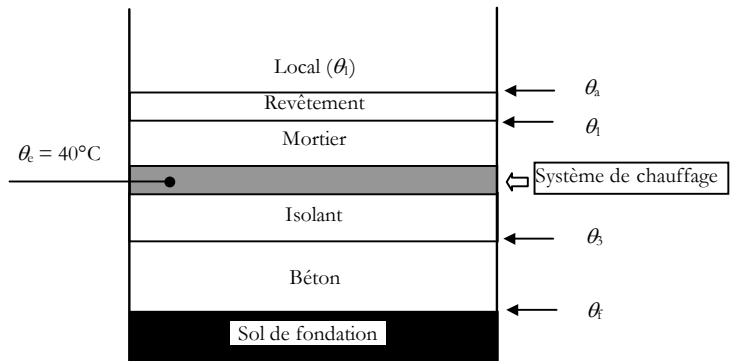 Local (θl)
θa
Revêtement
θ1
Mortier
θe = 40°C
Système de chauffage
Isolant
θ3
Béton
θf
Sol de fondation